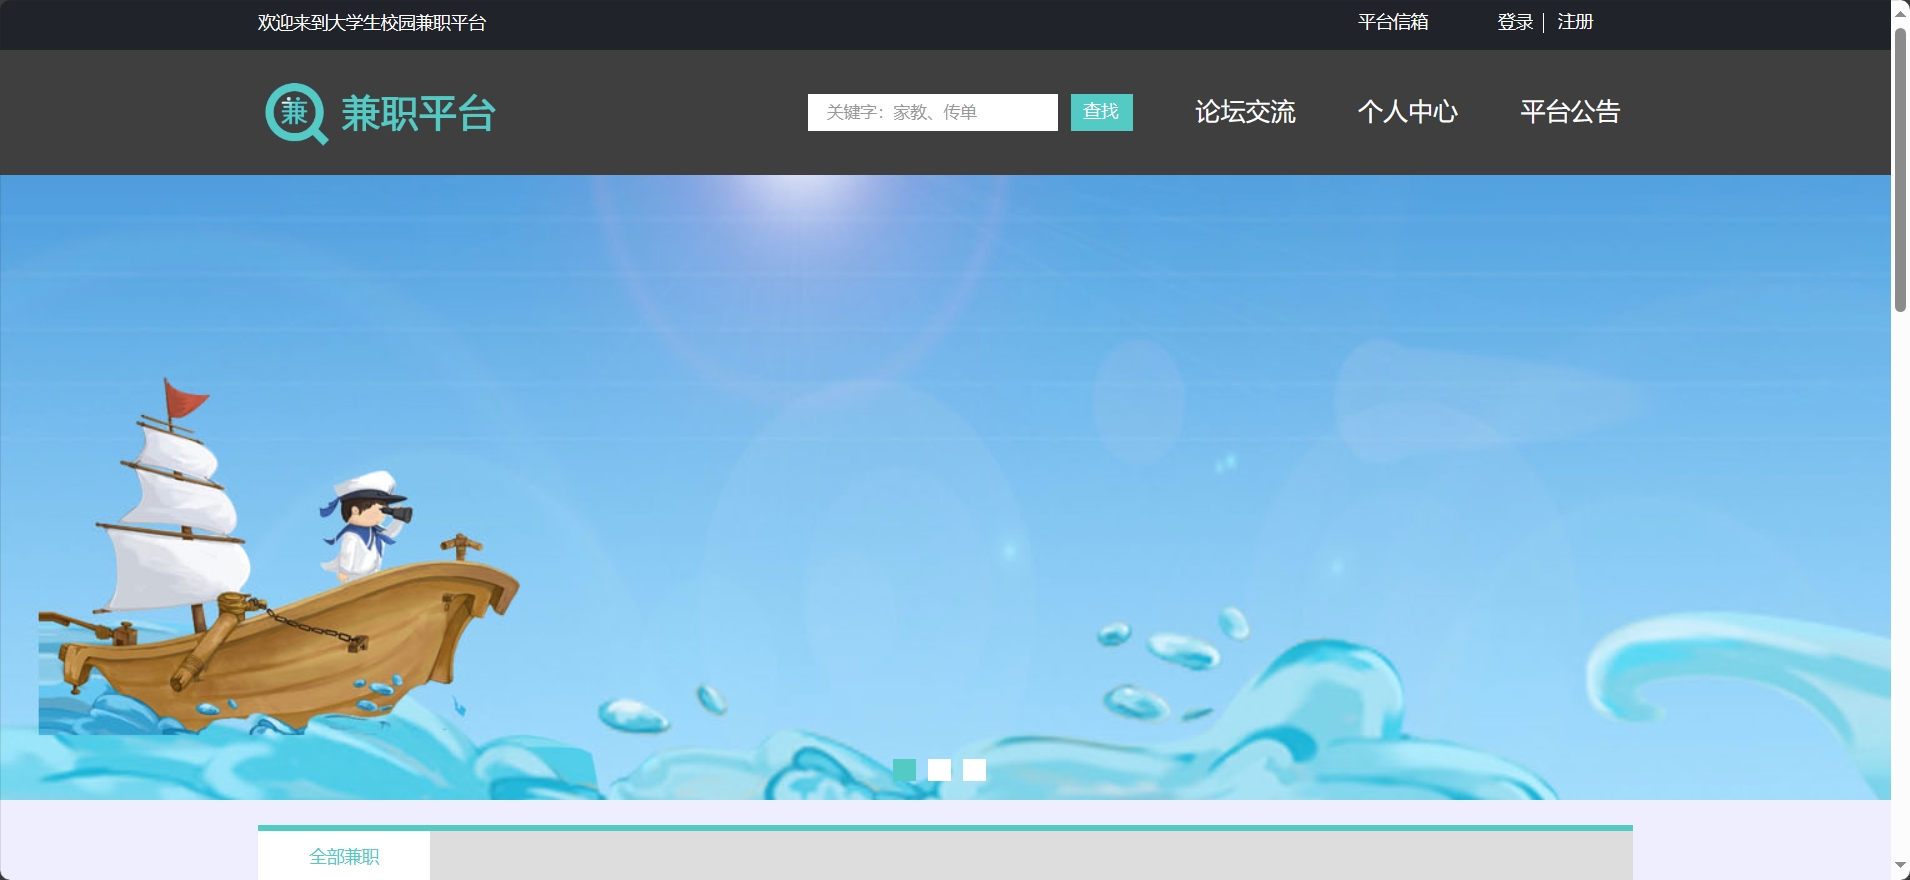 欢迎来到大学生校园兼职平台
平台信箱 登录 注册
兼 兼职平台
关键字：家教、传单 查找 论坛交流 个人中心 平台公告
全部兼职